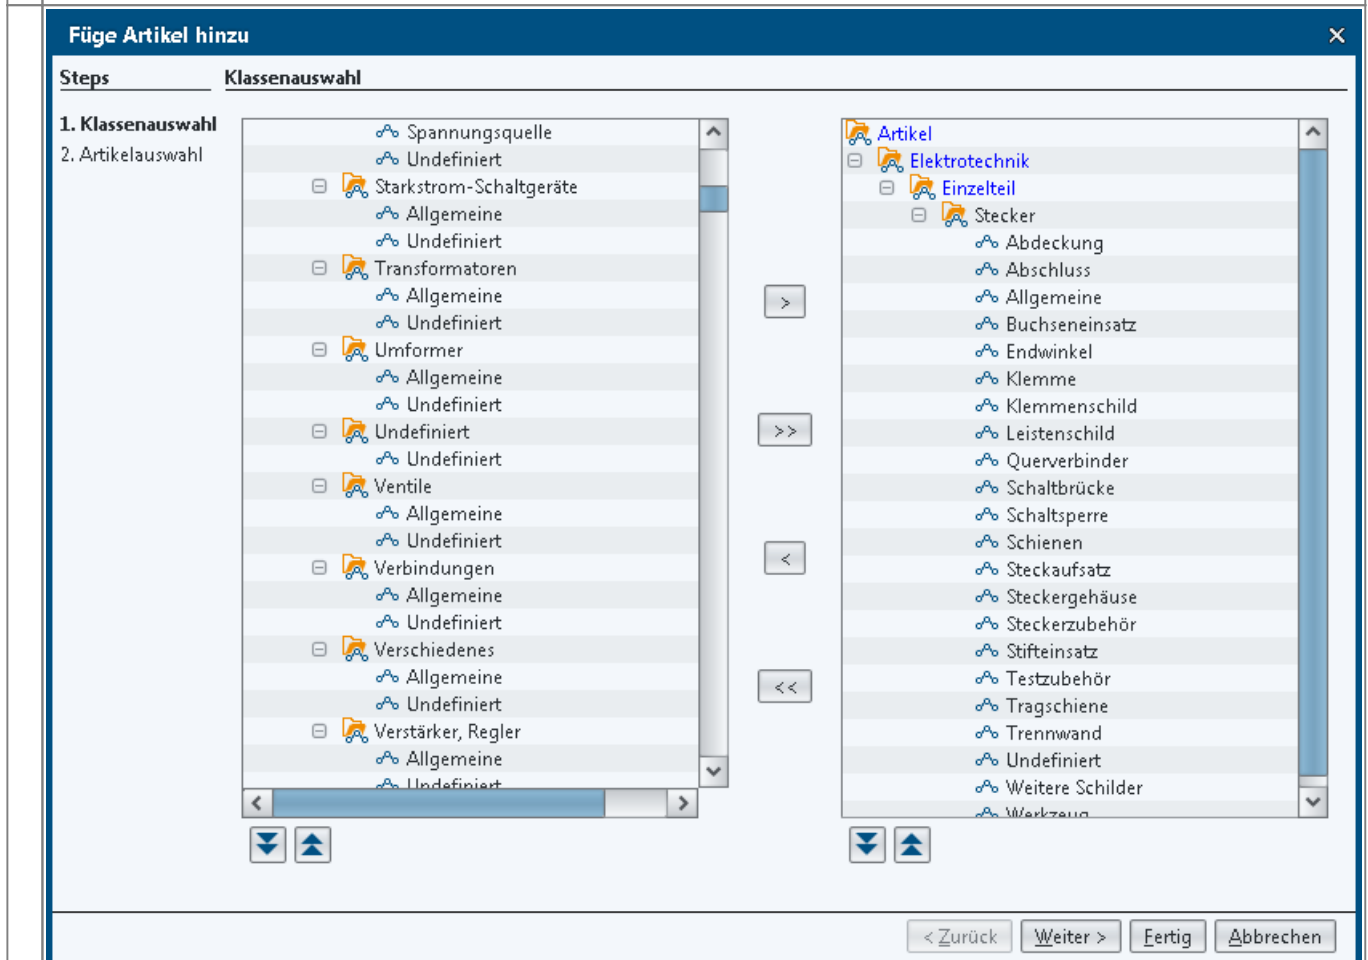 Füge Artikel hinzu
Steps
Klassenauswahl
1. Klassenauswahl
2. Artikelauswahl
Spannungsquelle
Undefiniert
Starkstrom-Schaltgeräte
Allgemeine
Undefiniert
Transformatoren
Allgemeine
Undefiniert
Umformer
Allgemeine
Undefiniert
Undefiniert
Undefiniert
Ventile
Allgemeine
Undefiniert
Verbindungen
Allgemeine
Undefiniert
Verschiedenes
Allgemeine
Undefiniert
Verstärker, Regler
Allgemeine
Undefiniert
>
>>
<
<<
Artikel
Elektrotechnik
Einzelteil
Stecker
Abdeckung
Abschluss
Allgemeine
Buchseneinsatz
Endwinkel
Klemme
Klemmenschild
Leistenschild
Querverbinder
Schaltbrücke
Schaltsperre
Schienen
Steckaufsatz
Steckergehäuse
Steckerzubehör
Stifteinsatz
Testzubehör
Tragschiene
Trennwand
Undefiniert
Weitere Schilder
Werkzeug
< Zurück
Weiter >
Fertig
Abbrechen